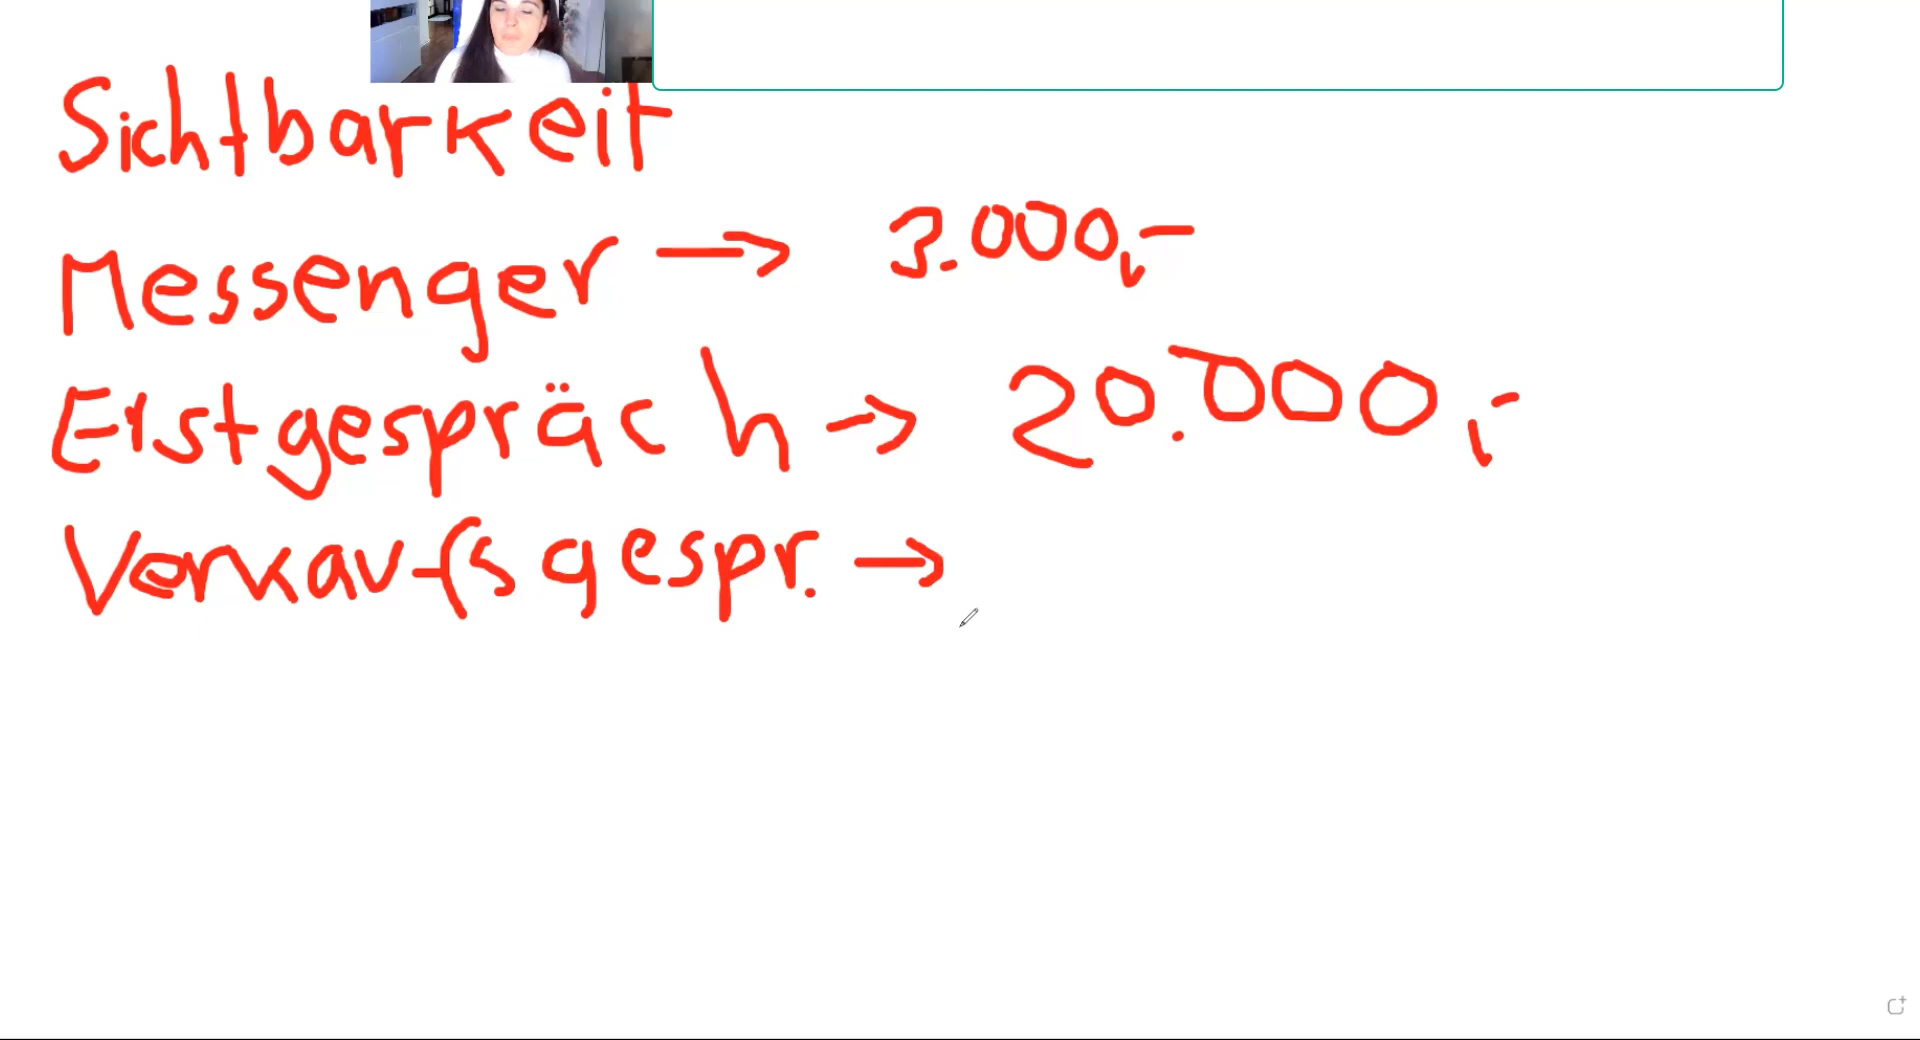 Sichtbarkeit
Messenger → 3.000,-
Erstgespräch → 20.000,-
Verkaufsgespr. →